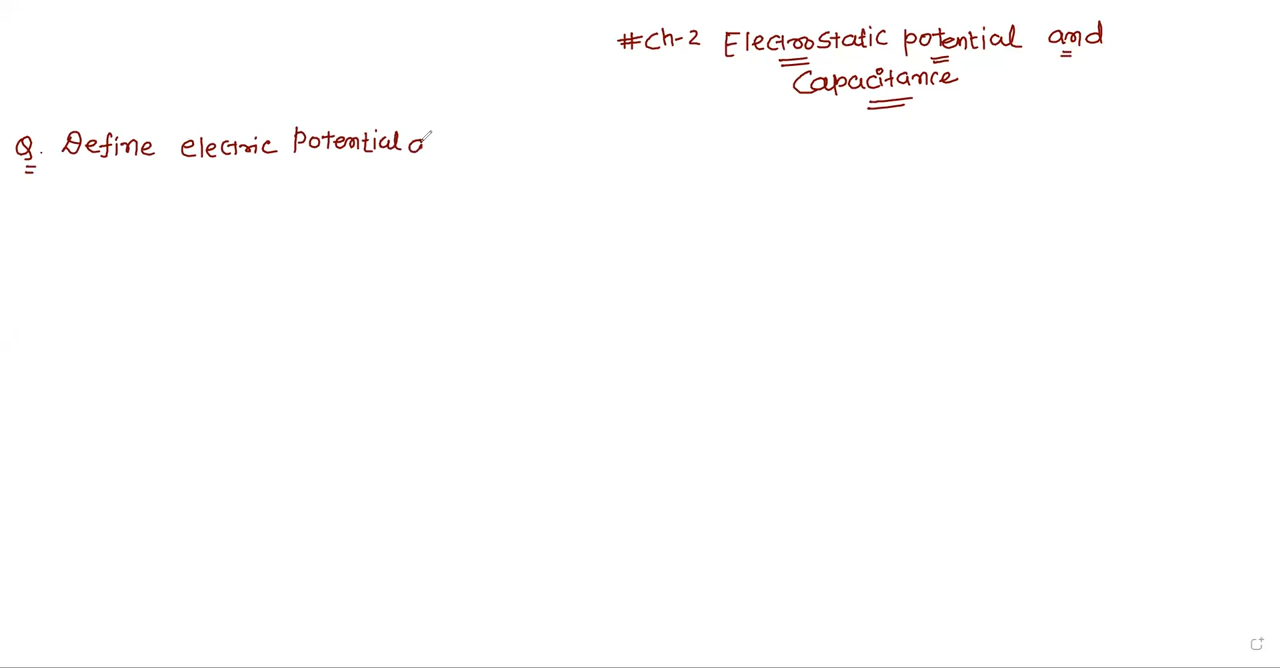 #Ch-2 Electrostatic potential and
Capacitance
Q. Define electric potential